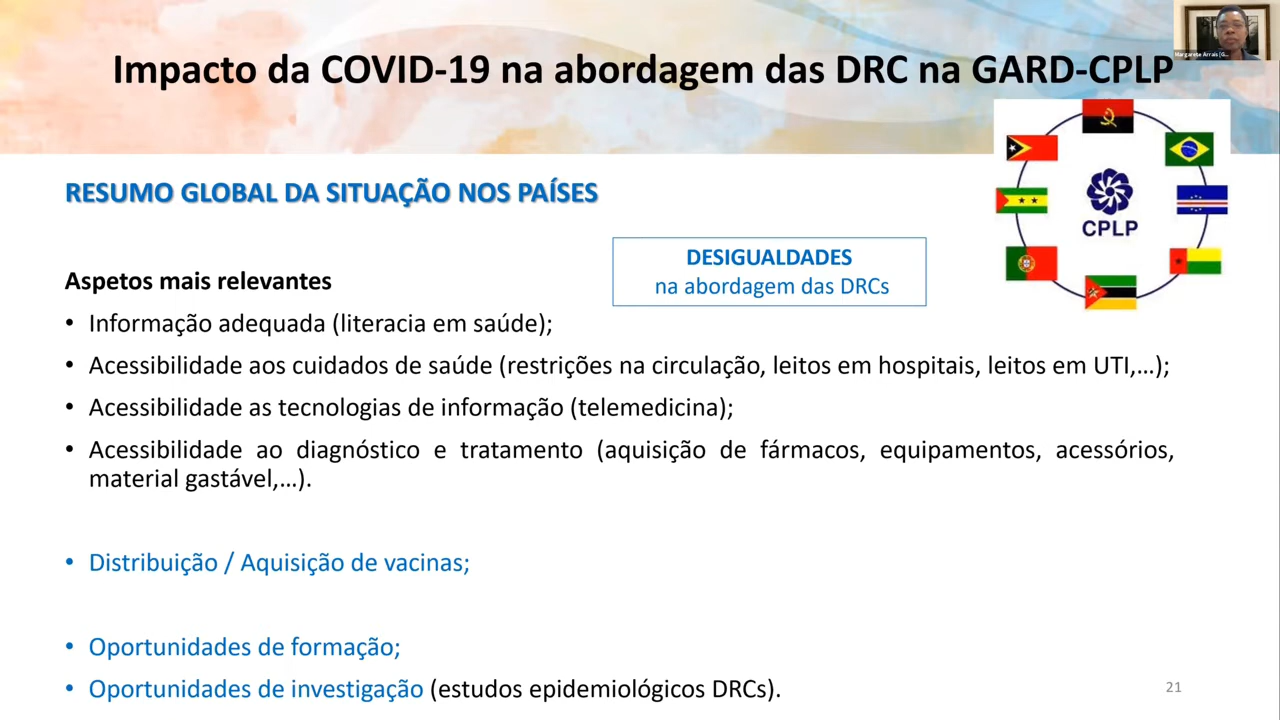 Impacto da COVID-19 na abordagem das DRC na GARD-CPLP
Margarete Arrais [G...
CPLP
RESUMO GLOBAL DA SITUAÇÃO NOS PAÍSES
DESIGUALDADES
na abordagem das DRCs
Aspetos mais relevantes
• Informação adequada (literacia em saúde);
• Acessibilidade aos cuidados de saúde (restrições na circulação, leitos em hospitais, leitos em UTI,...);
• Acessibilidade as tecnologias de informação (telemedicina);
• Acessibilidade ao diagnóstico e tratamento (aquisição de fármacos, equipamentos, acessórios,
material gastável,...).
• Distribuição / Aquisição de vacinas;
• Oportunidades de formação;
• Oportunidades de investigação (estudos epidemiológicos DRCs).
21